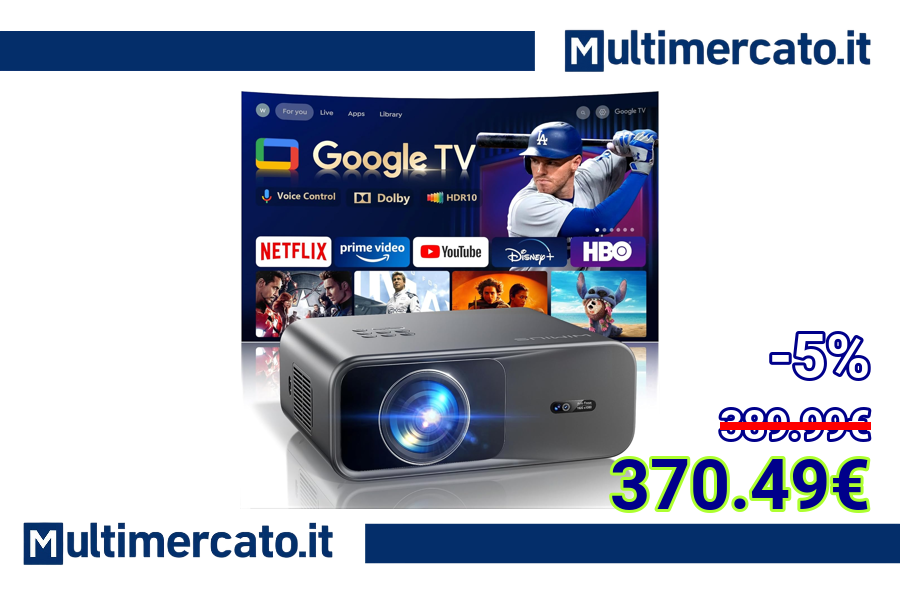 Multimercato.it
W For you Live Apps Library Google TV
Google TV
Voice Control Dolby HDR10
LA
NETFLIX prime video YouTube Disney+ HBO
-5%
389.99€
370.49€
Multimercato.it